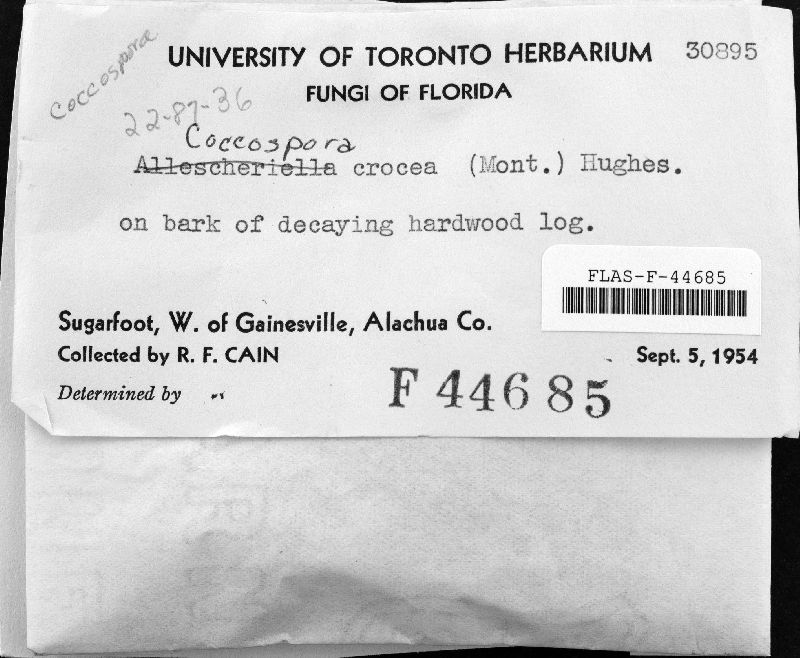 Coccospora
UNIVERSITY OF TORONTO HERBARIUM 30895
FUNGI OF FLORIDA
22-87-36
Coccospora
Allescheriella crocea (Mont.) Hughes.
on bark of decaying hardwood log.
FLAS-F-44685
Sugarfoot, W. of Gainesville, Alachua Co.
Collected by R. F. CAIN Sept. 5, 1954
Determined by "
F 44685